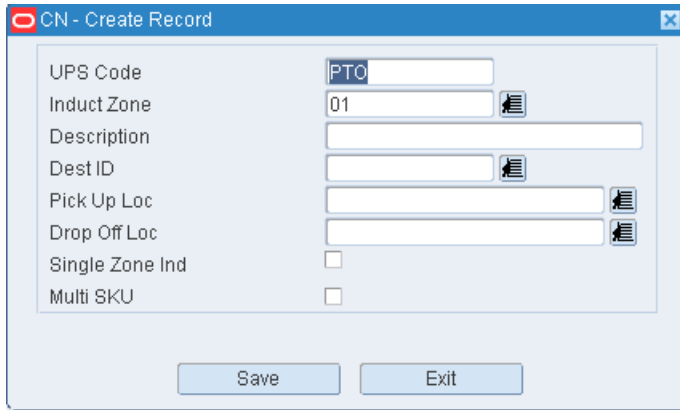 CN - Create Record
UPS Code PTO
Induct Zone 01
Description
Dest ID
Pick Up Loc
Drop Off Loc
Single Zone Ind
Multi SKU
Save Exit